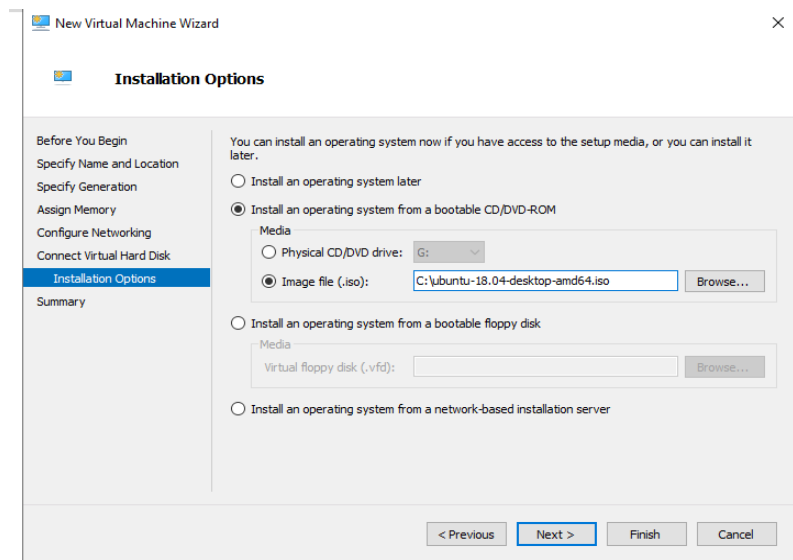 New Virtual Machine Wizard
Installation Options
Before You Begin
Specify Name and Location
Specify Generation
Assign Memory
Configure Networking
Connect Virtual Hard Disk
Installation Options
Summary
You can install an operating system now if you have access to the setup media, or you can install it
later.
Install an operating system later
Install an operating system from a bootable CD/DVD-ROM
Media
Physical CD/DVD drive: G:
Image file (.iso): C:\ubuntu-18.04-desktop-amd64.iso Browse...
Install an operating system from a bootable floppy disk
Media
Virtual floppy disk (.vfd): Browse...
Install an operating system from a network-based installation server
< Previous Next > Finish Cancel